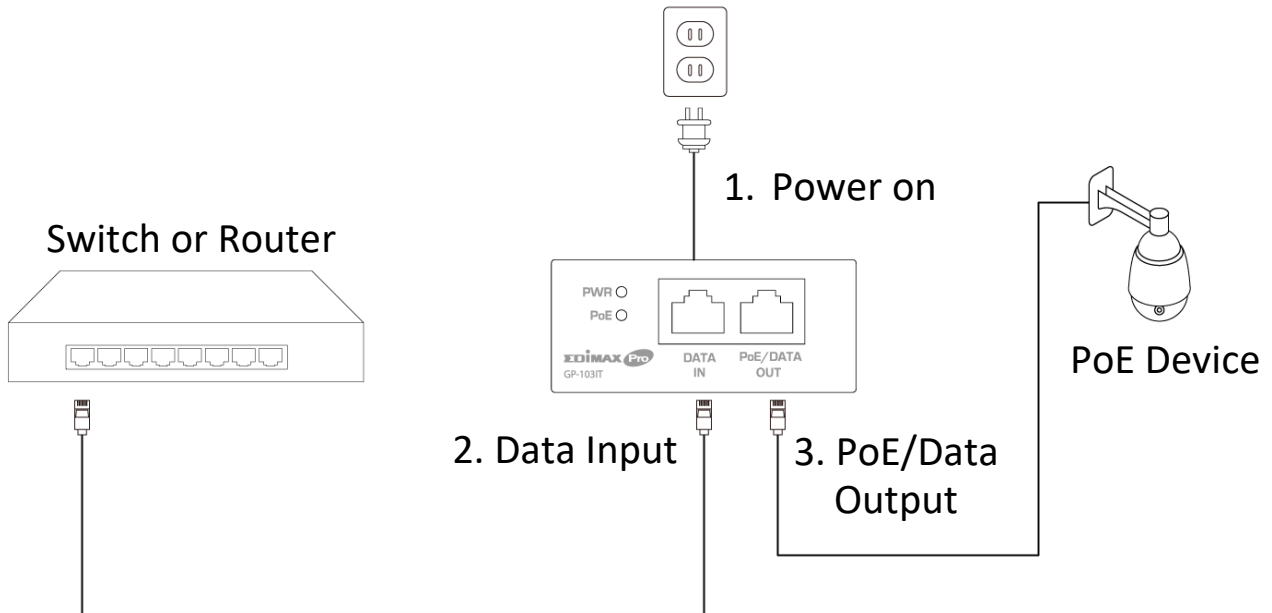 1. Power on
Switch or Router
PWR
PoE
EDIMAX Pro
GP-103IT
DATA
IN
PoE/DATA
OUT
PoE Device
2. Data Input
3. PoE/Data
Output